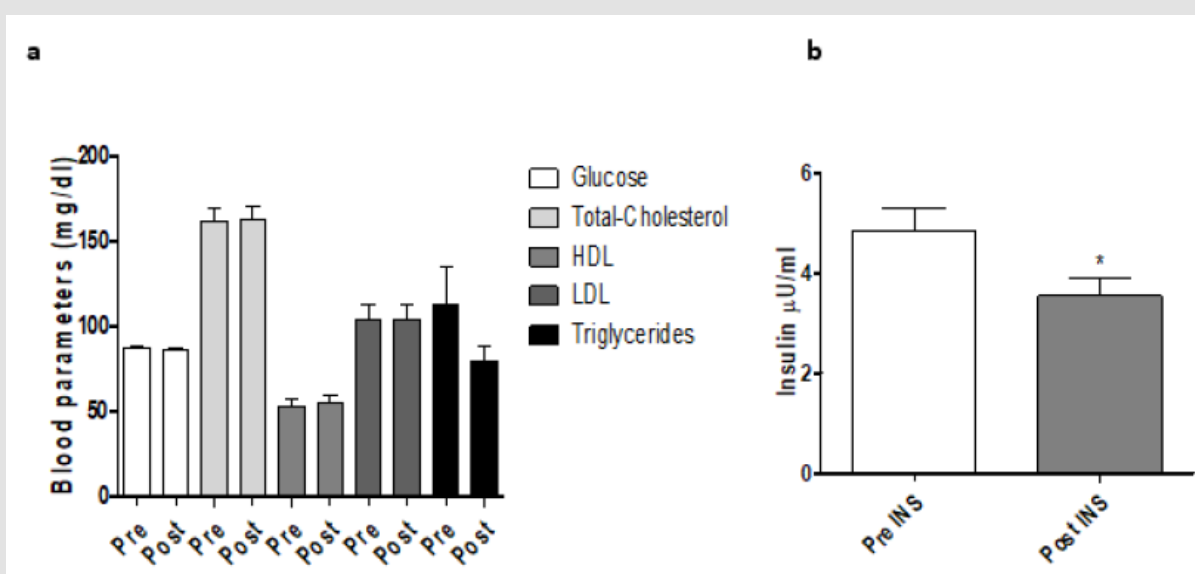 a
b
Blood parameters (mg/dl)
200
150
100
50
0
Pre
Post
Pre
Post
Pre
Post
Pre
Post
Pre
Post
Glucose
Total-Cholesterol
HDL
LDL
Triglycerides
Insulin µU/ml
6
4
2
0
*
Pre INS
Post INS